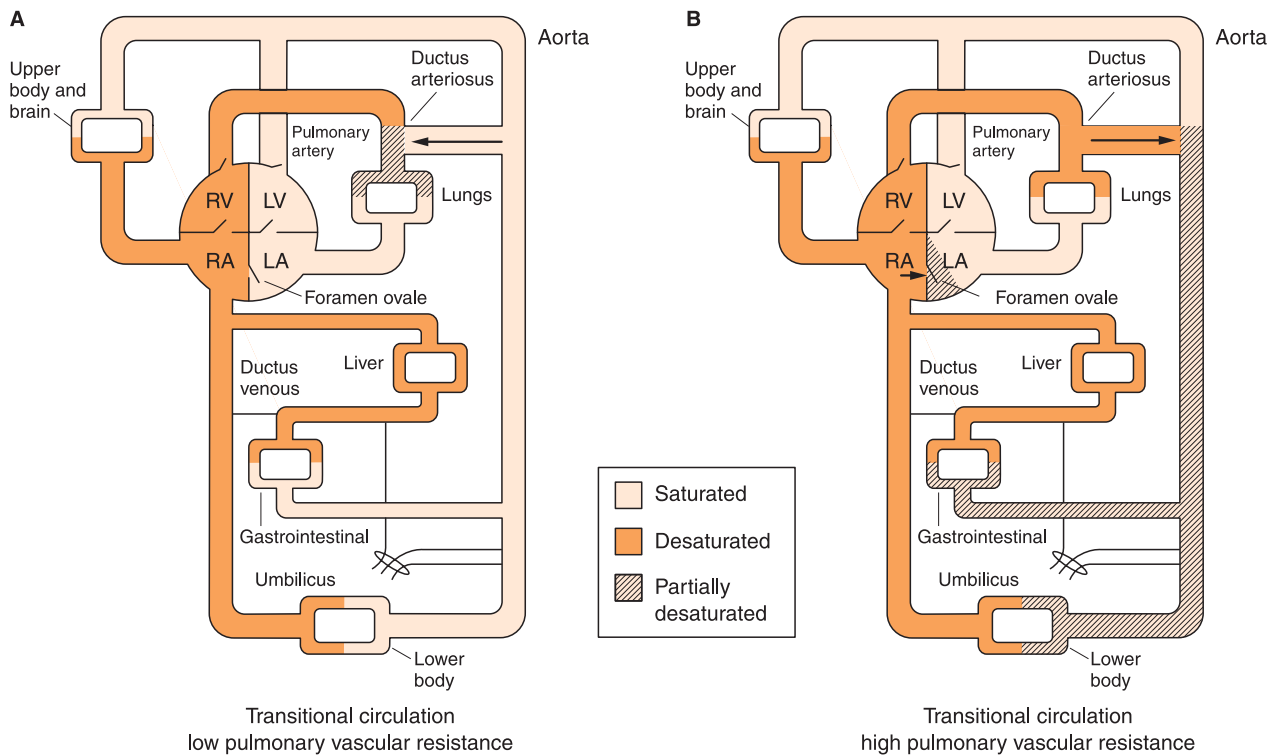 A
Aorta
Ductus
arteriosus
Upper
body and
brain
Pulmonary
artery
Lungs
RV
LV
RA
LA
Foramen ovale
Liver
Ductus
venous
Gastrointestinal
Umbilicus
Lower
body
Transitional circulation
low pulmonary vascular resistance
Saturated
Desaturated
Partially
desaturated
B
Aorta
Ductus
arteriosus
Upper
body and
brain
Pulmonary
artery
Lungs
RV
LV
RA
LA
Foramen ovale
Liver
Ductus
venous
Gastrointestinal
Umbilicus
Lower
body
Transitional circulation
high pulmonary vascular resistance